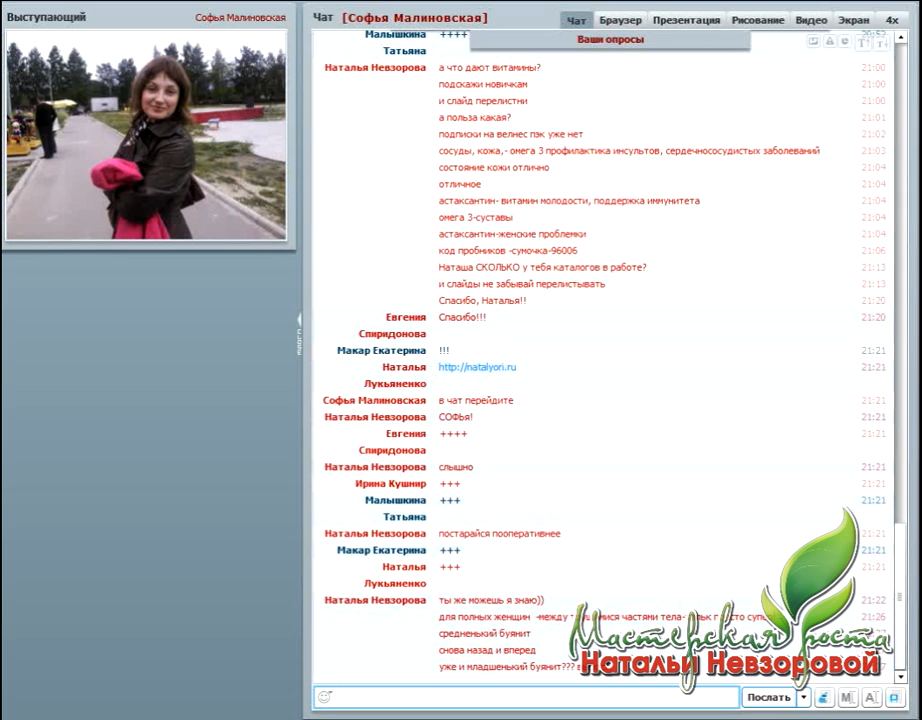 Выступающий
Софья Малиновская
Чат [Софья Малиновская]
Чат Браузер Презентация Рисование Видео Экран 4x
Ваши опросы
Малышкина Татьяна ++++ 20:52
Наталья Невзорова а что дают витамины? 21:00
подскажи новичкам 21:00
и слайд перелистни 21:00
а польза какая? 21:01
подписки на велнес пэк уже нет 21:02
сосуды, кожа,- омега 3 профилактика инсультов, сердечнососудистых заболеваний 21:03
состояние кожи отлично 21:04
отличное 21:04
астаксантин- витамин молодости, поддержка иммунитета 21:04
омега 3-суставы 21:04
астаксантин-женские проблемки 21:04
код пробников -сумочка-96006 21:06
Наташа СКОЛЬКО у тебя каталогов в работе? 21:13
и слайды не забывай перелистывать 21:13
Спасибо, Наталья!! 21:20
Евгения Спиридонова Спасибо!!! 21:20
Макар Екатерина !!! 21:21
Наталья Лукьяненко http://natalyori.ru 21:21
Софья Малиновская в чат перейдите 21:21
Наталья Невзорова СОФЬЯ! 21:21
Евгения Спиридонова ++++ 21:21
Наталья Невзорова слышно 21:21
Ирина Кушнир +++ 21:21
Малышкина Татьяна +++ 21:21
Наталья Невзорова постарайся пооперативнее 21:21
Макар Екатерина +++ 21:21
Наталья Лукьяненко +++ 21:21
Наталья Невзорова ты же можешь я знаю)) 21:22
для полных женщин -между частями тела- 21:26
средненький буянит
снова назад и вперед
уже и младшенький буянит???
Мастерская роста
Натальи Невзоровой
Послать